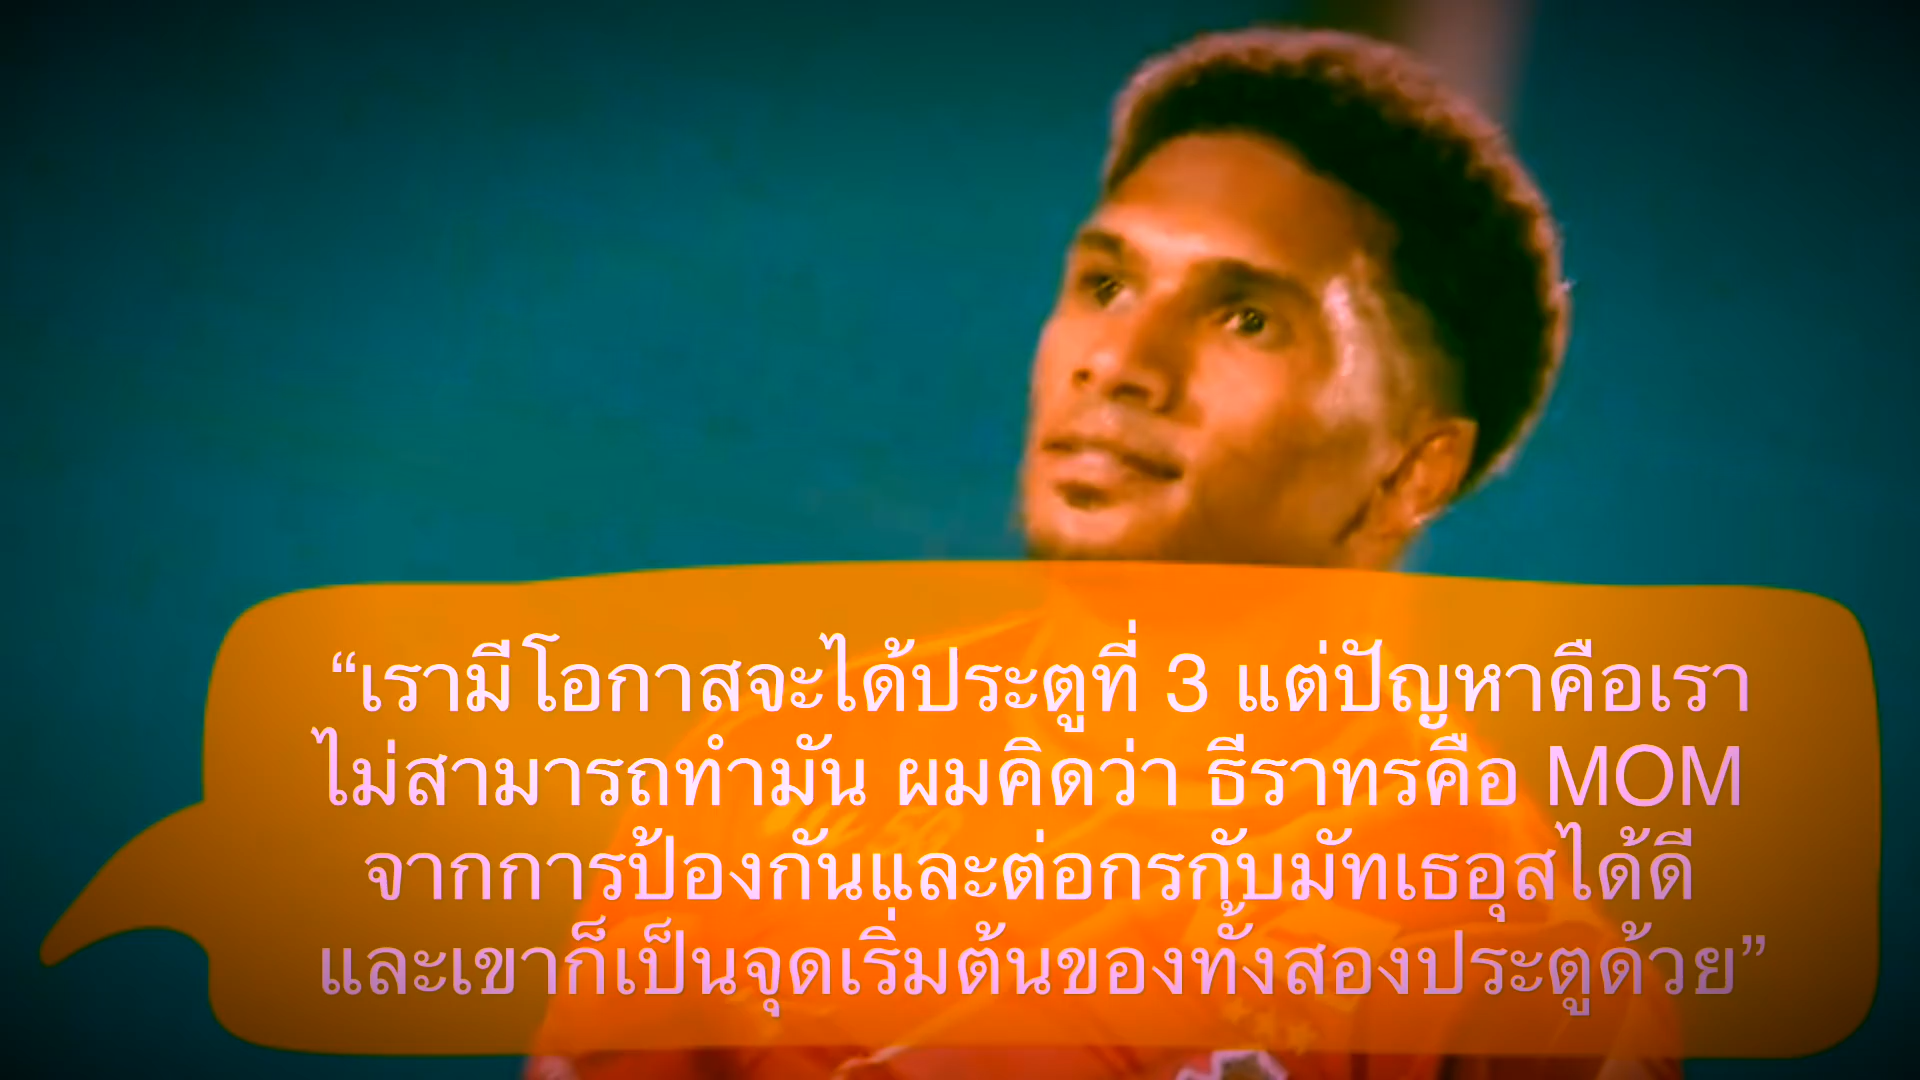 “เรามีโอกาสจะได้ประตูที่ 3 แต่ปัญหาคือเรา
ไม่สามารถทำมัน ผมคิดว่า ธีราทรคือ MOM
จากการป้องกันและต่อกรกับมัทเธอุสได้ดี
และเขาก็เป็นจุดเริ่มต้นของทั้งสองประตูด้วย”